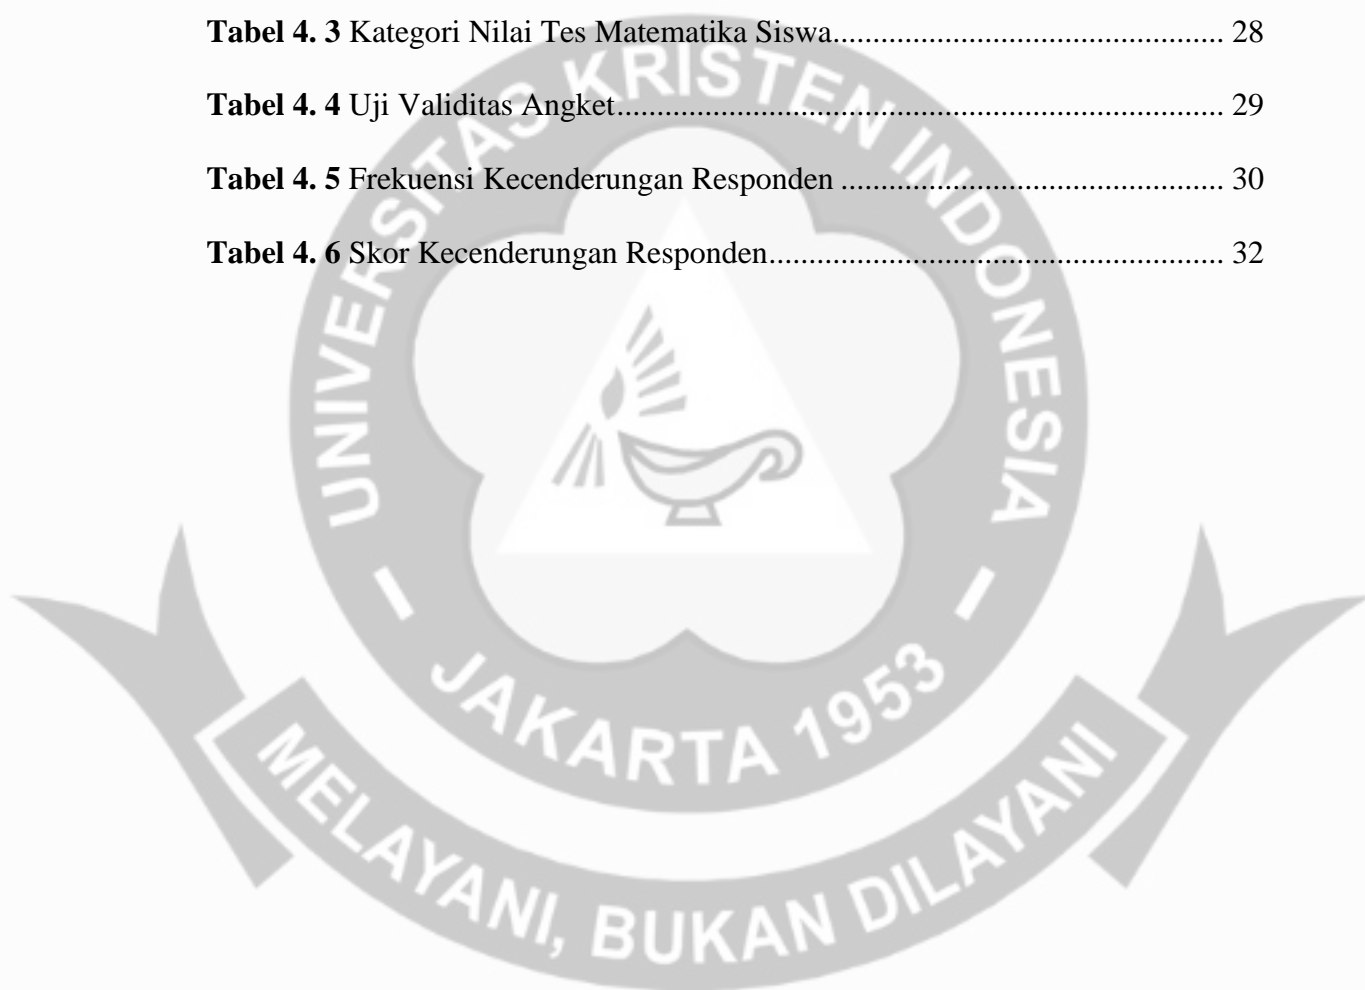 Tabel 4. 3 Kategori Nilai Tes Matematika Siswa................................................. 28
Tabel 4. 4 Uji Validitas Angket............................................................................ 29
Tabel 4. 5 Frekuensi Kecenderungan Responden ................................................ 30
Tabel 4. 6 Skor Kecenderungan Responden......................................................... 32
UNIVERSITAS KRISTEN INDONESIA
JAKARTA 1953
MELAYANI, BUKAN DILAYANI